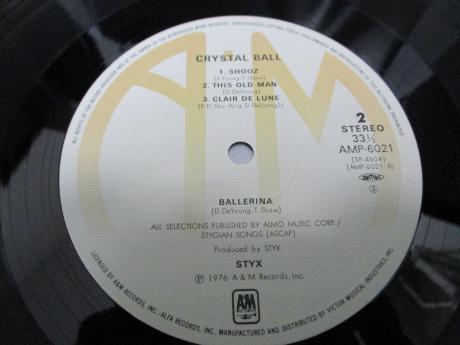 CRYSTAL BALL
1. SHOOZ
(J.Young.T.Shaw)
2. THIS OLD MAN
(D.DeYoung)
3. CLAIR DE LUNE
2
STEREO
33⅓
AMP-6021
(SP-4604)
(AMP-6021-B)
BALLERINA
(D.DeYoung-T.Shaw)
ALL SELECTIONS PUBLISHED BY ALMO MUSIC CORP./
STYGIAN SONGS (ASCAP)
Produced by STYX
STYX
Ⓟ 1976 A & M Records, Inc.
A&M
LICENSED BY A&M RECORDS, INC./ALFA RECORDS, INC. MANUFACTURED AND DISTRIBUTED BY VICTOR MUSICAL INDUSTRIES, INC.